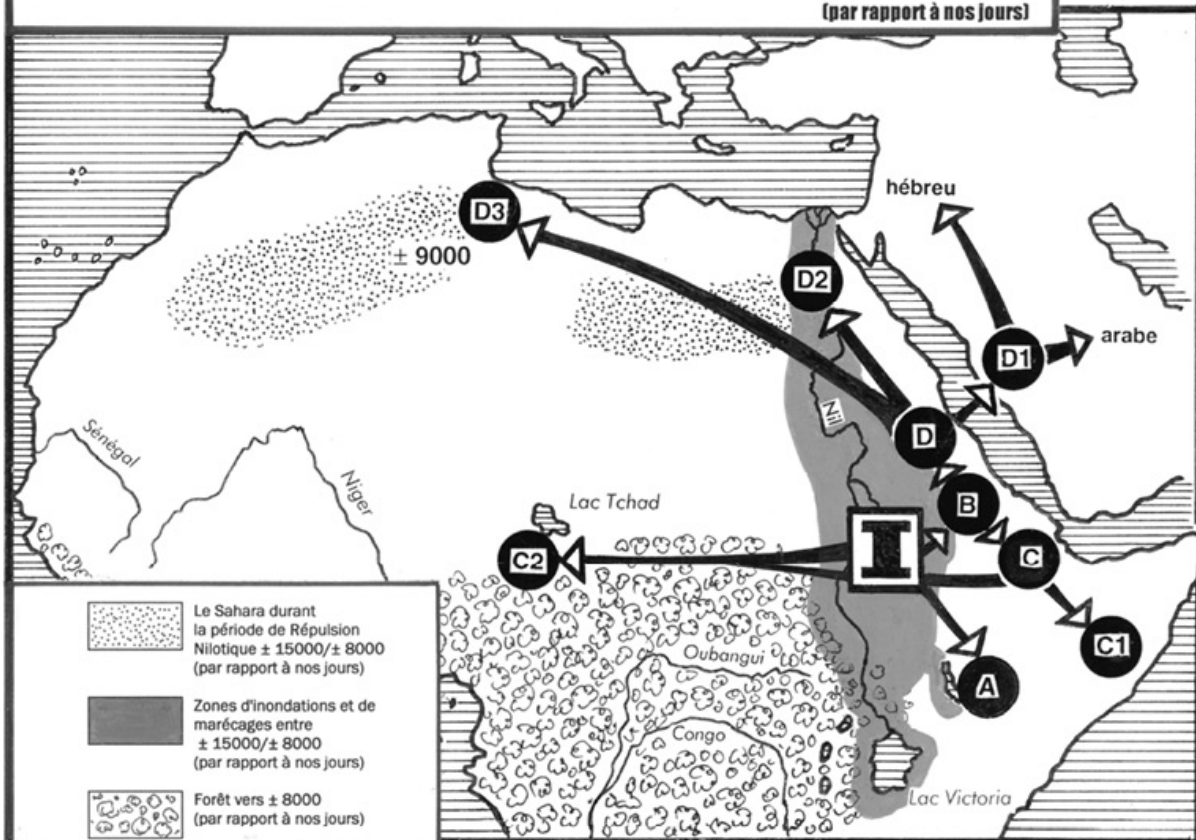 (par rapport à nos jours)
hébreu
D3
± 9000
D2
arabe
D1
Nil
D
Sénégal
Niger
Lac Tchad
B
I
C
C2
C1
Oubangui
A
Congo
Lac Victoria
Le Sahara durant
la période de Répulsion
Nilotique ± 15000/± 8000
(par rapport à nos jours)
Zones d'inondations et de
marécages entre
± 15000/± 8000
(par rapport à nos jours)
Forêt vers ± 8000
(par rapport à nos jours)